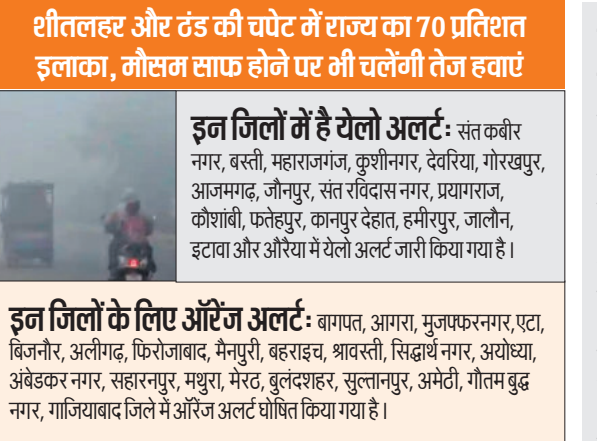 शीतलहर और ठंड की चपेट में राज्य का 70 प्रतिशत
इलाका, मौसम साफ होने पर भी चलेंगी तेज हवाएं
इन जिलों में है येलो अलर्ट: संत कबीर
नगर, बस्ती, महाराजगंज, कुशीनगर, देवरिया, गोरखपुर,
आजमगढ़, जौनपुर, संत रविदास नगर, प्रयागराज,
कौशांबी, फतेहपुर, कानपुर देहात, हमीरपुर, जालौन,
इटावा और औरैया में येलो अलर्ट जारी किया गया है।
इन जिलों के लिए ऑरेंज अलर्ट: बागपत, आगरा, मुजफ्फरनगर,एटा,
बिजनौर, अलीगढ़, फिरोजाबाद, मैनपुरी, बहराइच, श्रावस्ती, सिद्धार्थ नगर, अयोध्या,
अंबेडकर नगर, सहारनपुर, मथुरा, मेरठ, बुलंदशहर, सुल्तानपुर, अमेठी, गौतम बुद्ध
नगर, गाजियाबाद जिले में ऑरेंज अलर्ट घोषित किया गया है।